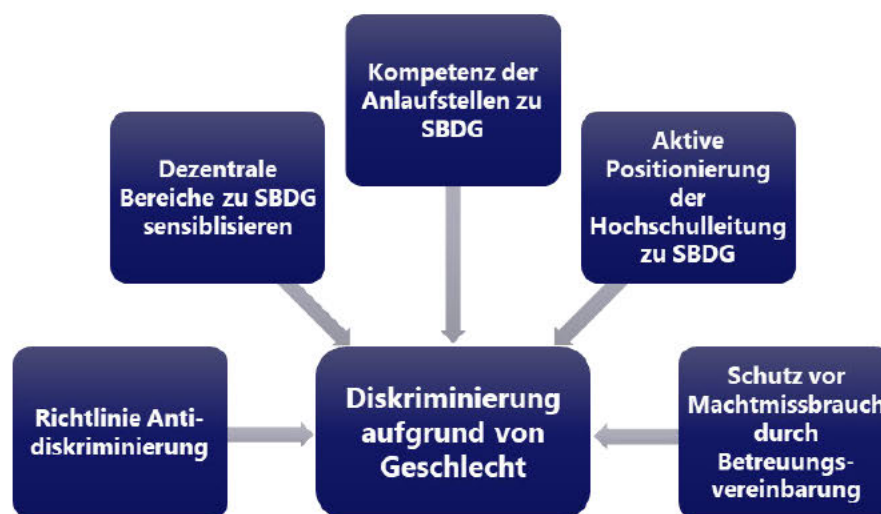 Kompetenz der
Anlaufstellen zu
SBDG
Dezentrale
Bereiche zu SBDG
sensiblisieren
Aktive
Positionierung
der
Hochschulleitung
zu SBDG
Richtlinie Anti-
diskriminierung
Diskriminierung
aufgrund von
Geschlecht
Schutz vor
Machtmissbrauch
durch
Betreuungs-
vereinbarung